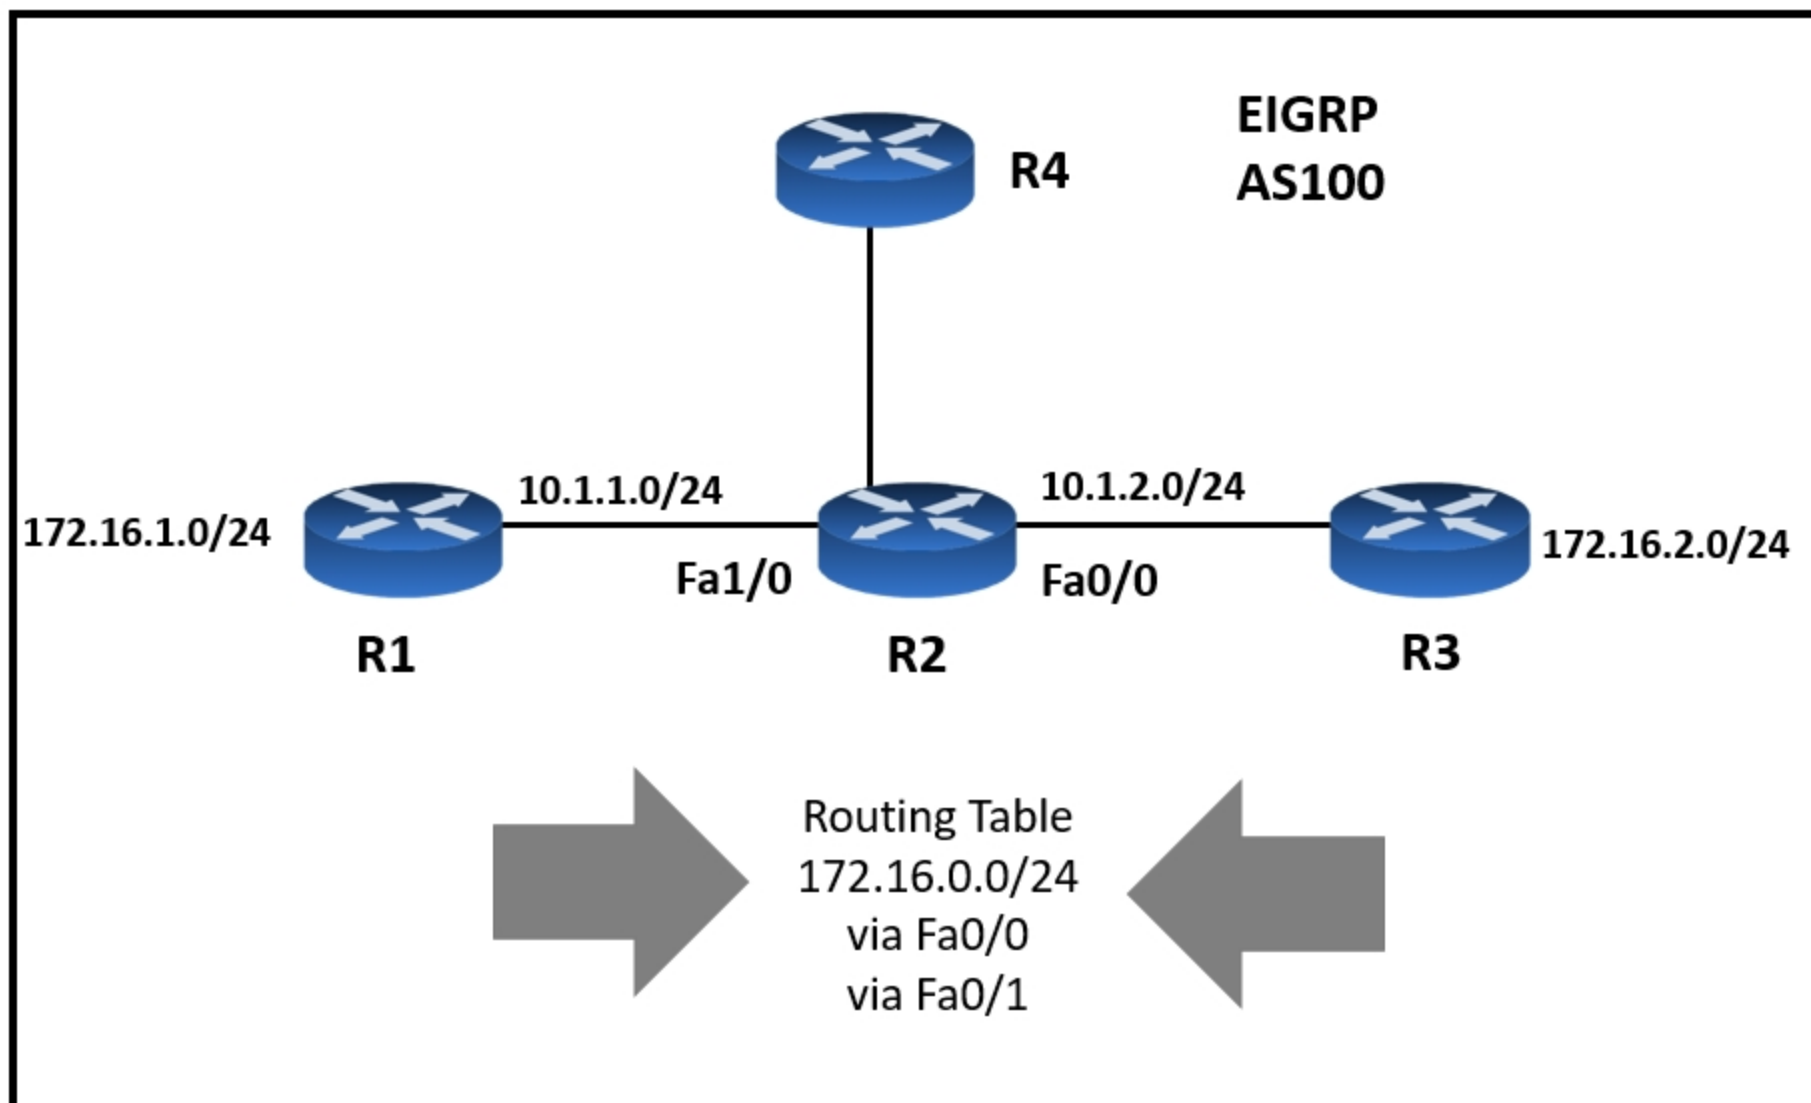 EIGRP
AS100
R4
10.1.1.0/24
10.1.2.0/24
172.16.1.0/24
172.16.2.0/24
Fa1/0
Fa0/0
R1
R2
R3
Routing Table
172.16.0.0/24
via Fa0/0
via Fa0/1